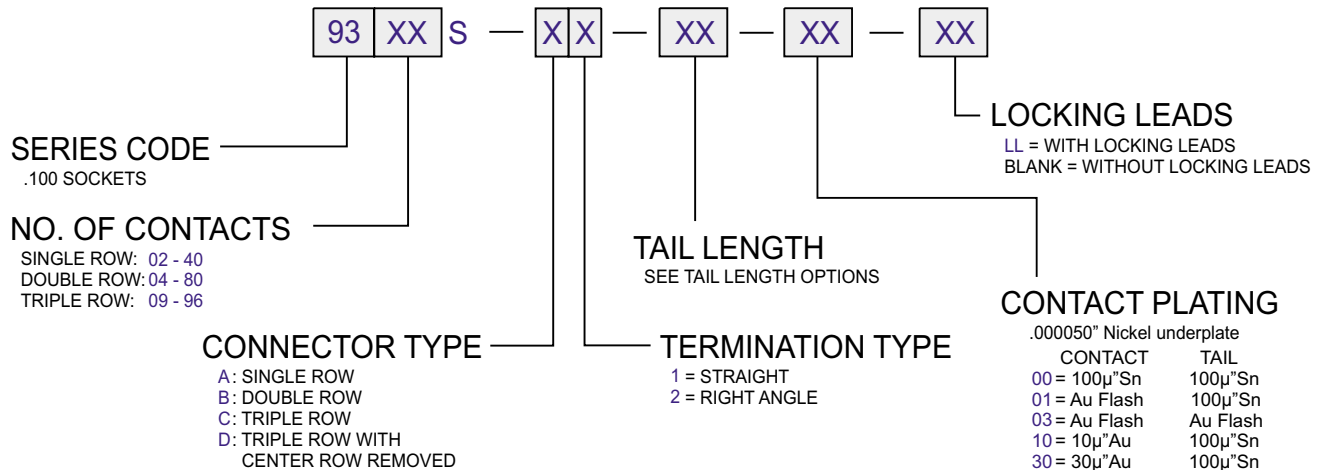 93 XX S — X X — XX — XX — XX
LOCKING LEADS
LL = WITH LOCKING LEADS
BLANK = WITHOUT LOCKING LEADS
SERIES CODE
.100 SOCKETS
NO. OF CONTACTS
SINGLE ROW: 02 - 40
DOUBLE ROW: 04 - 80
TRIPLE ROW: 09 - 96
TAIL LENGTH
SEE TAIL LENGTH OPTIONS
CONNECTOR TYPE
A: SINGLE ROW
B: DOUBLE ROW
C: TRIPLE ROW
D: TRIPLE ROW WITH
CENTER ROW REMOVED
TERMINATION TYPE
1 = STRAIGHT
2 = RIGHT ANGLE
CONTACT PLATING
.000050” Nickel underplate
CONTACT TAIL
00 = 100µ”Sn 100µ”Sn
01 = Au Flash 100µ”Sn
03 = Au Flash Au Flash
10 = 10µ”Au 100µ”Sn
30 = 30µ”Au 100µ”Sn